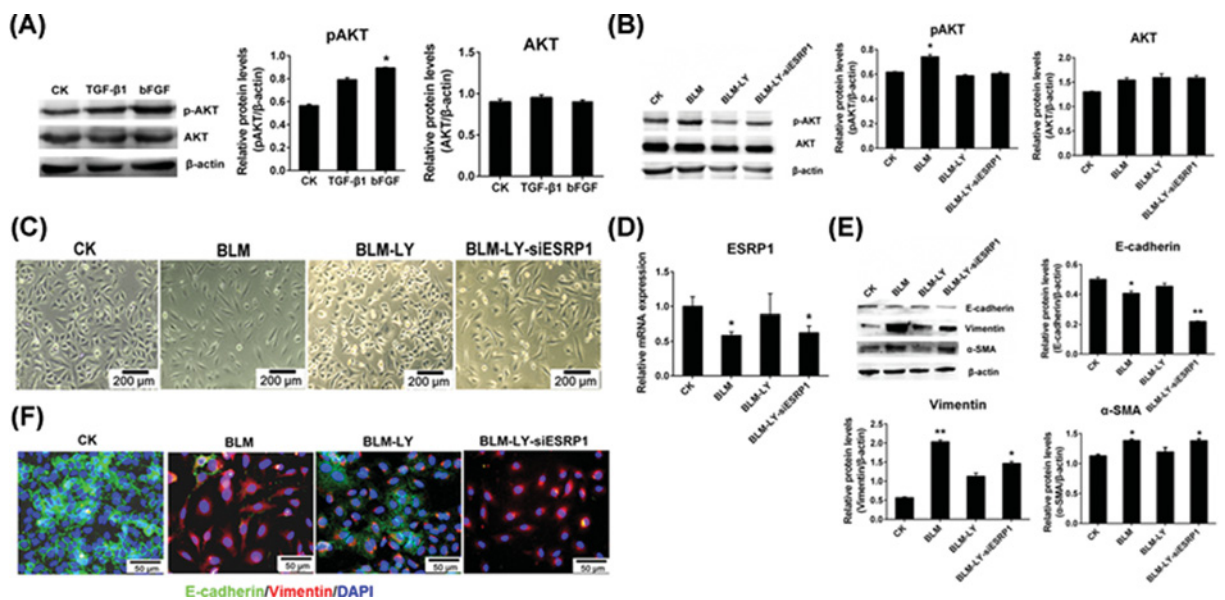 (A)
CK TGF-β1 bFGF
p-AKT
AKT
β-actin
pAKT
Relative protein levels
(pAKT/β-actin)
0.0
0.2
0.4
0.6
0.8
1.0
*
CK TGF-β1 bFGF
AKT
Relative protein levels
(AKT/β-actin)
0.0
0.5
1.0
1.5
CK TGF-β1 bFGF
(B)
CK
BLM
BLM-LY
BLM-LY-siESRP1
p-AKT
AKT
β-actin
pAKT
Relative protein levels
(pAKT/β-actin)
0.0
0.2
0.4
0.6
0.8
*
CK
BLM
BLM-LY
BLM-LY-siESRP1
AKT
Relative protein levels
(AKT/β-actin)
0.0
0.5
1.0
1.5
2.0
CK
BLM
BLM-LY
BLM-LY-siESRP1
(C)
CK
200 μm
BLM
200 μm
BLM-LY
200 μm
BLM-LY-siESRP1
200 μm
(D)
ESRP1
Relative mRNA expression
0.0
0.5
1.0
1.5
*
*
CK
BLM
BLM-LY
BLM-LY-siESRP1
(E)
CK
BLM
BLM-LY
BLM-LY-siESRP1
E-cadherin
Vimentin
α-SMA
β-actin
E-cadherin
Relative protein levels
(E-cadherin/β-actin)
0.0
0.2
0.4
0.6
*
**
CK
BLM
BLM-LY
BLM-LY-siESRP1
Vimentin
Relative protein levels
(Vimentin/β-actin)
0.0
0.5
1.0
1.5
2.0
2.5
**
*
CK
BLM
BLM-LY
BLM-LY-siESRP1
α-SMA
Relative protein levels
(α-SMA/β-actin)
0.0
0.5
1.0
1.5
*
*
CK
BLM
BLM-LY
BLM-LY-siESRP1
(F)
CK
50 μm
BLM
50 μm
BLM-LY
50 μm
BLM-LY-siESRP1
50 μm
E-cadherin/Vimentin/DAPI